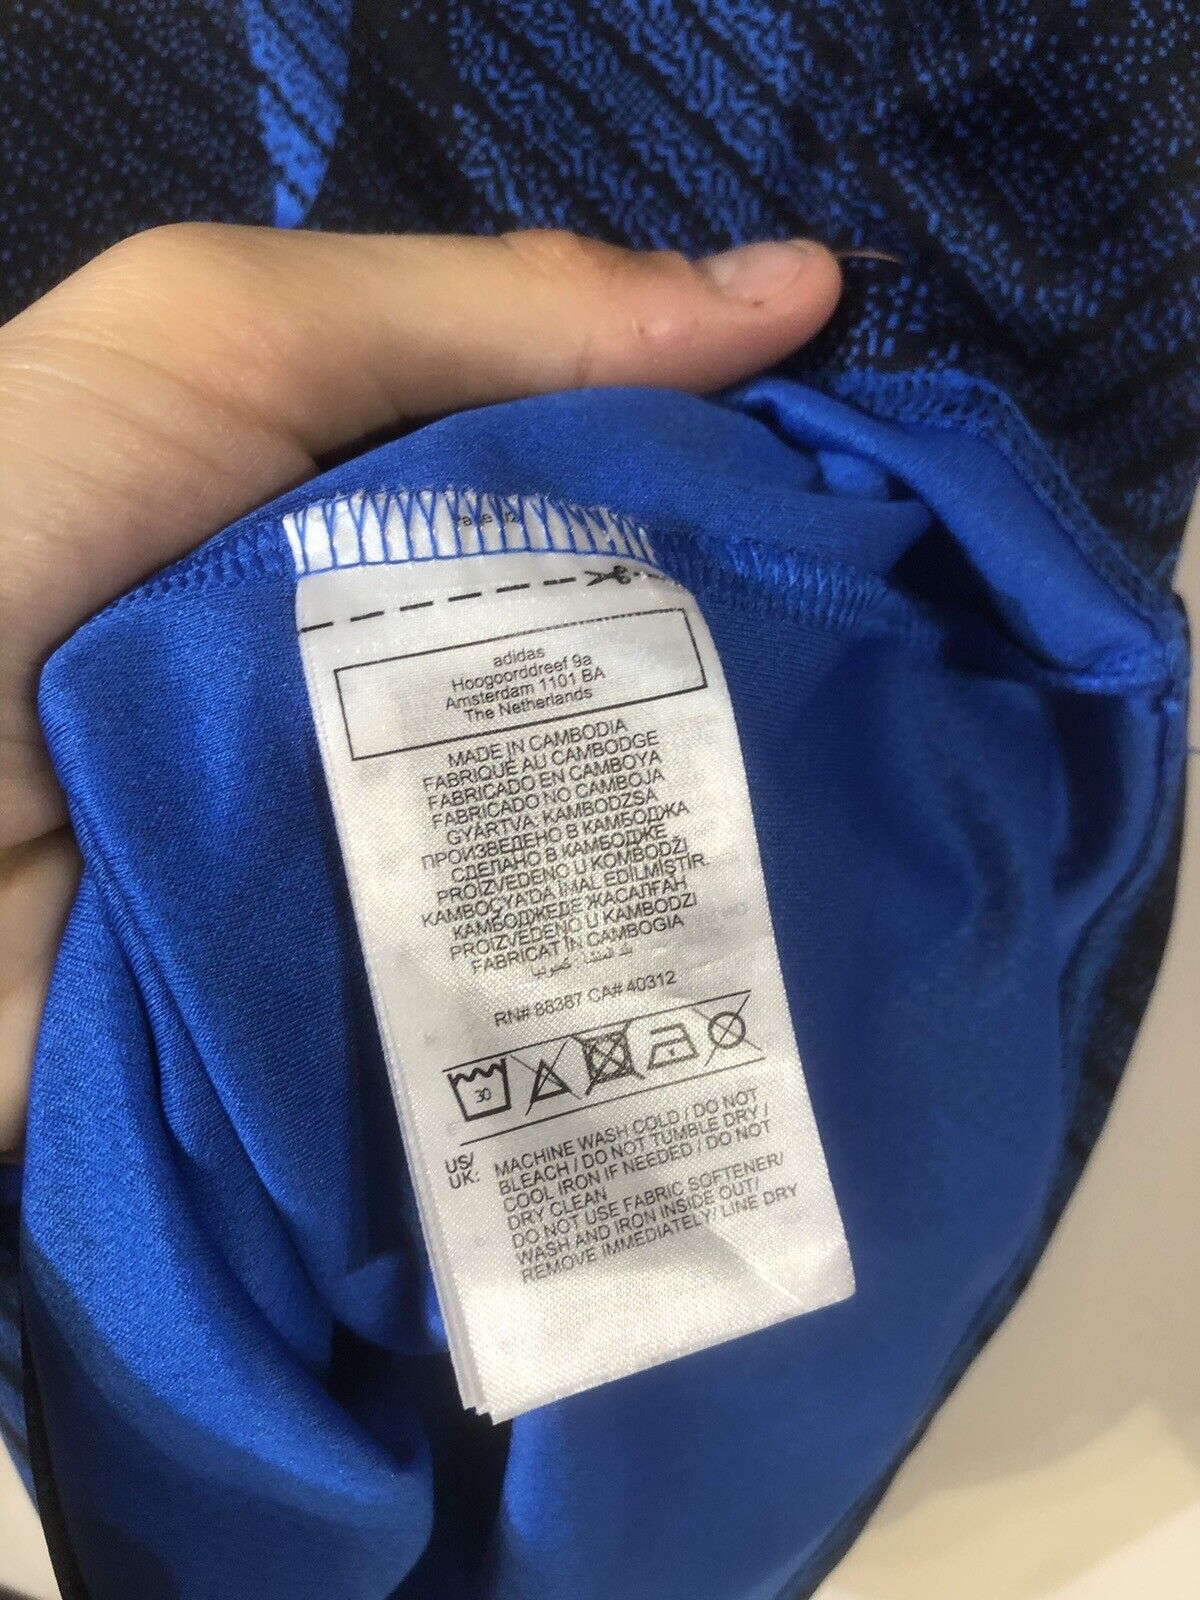 adidas
Hoogoorddreef 9a
Amsterdam 1101 BA
The Netherlands
MADE IN CAMBODIA
FABRIQUÉ AU CAMBODGE
FABRICADO EN CAMBOYA
FABRICADO NO CAMBOJA
GYÁRTVA: KAMBODZSA
ПРОИЗВЕДЕНО В КАМБОДЖА
СДЕЛАНО В КАМБОДЖЕ
PROIZVEDENO U KOMBODŽI
KAMBOÇYA'DA İMAL EDİLMİŞTİR.
КАМБОДЖЕДЕ ЖАСАЛҒАН
PROIZVEDENO U KAMBODZI
FABRICAT ÎN CAMBOGIA
بلد المنشأ: كمبوديا
RN# 88387 CA# 40312
30
US/
UK:
MACHINE WASH COLD / DO NOT
BLEACH / DO NOT TUMBLE DRY /
COOL IRON IF NEEDED / DO NOT
DRY CLEAN
DO NOT USE FABRIC SOFTENER/
WASH AND IRON INSIDE OUT/
REMOVE IMMEDIATELY/ LINE DRY